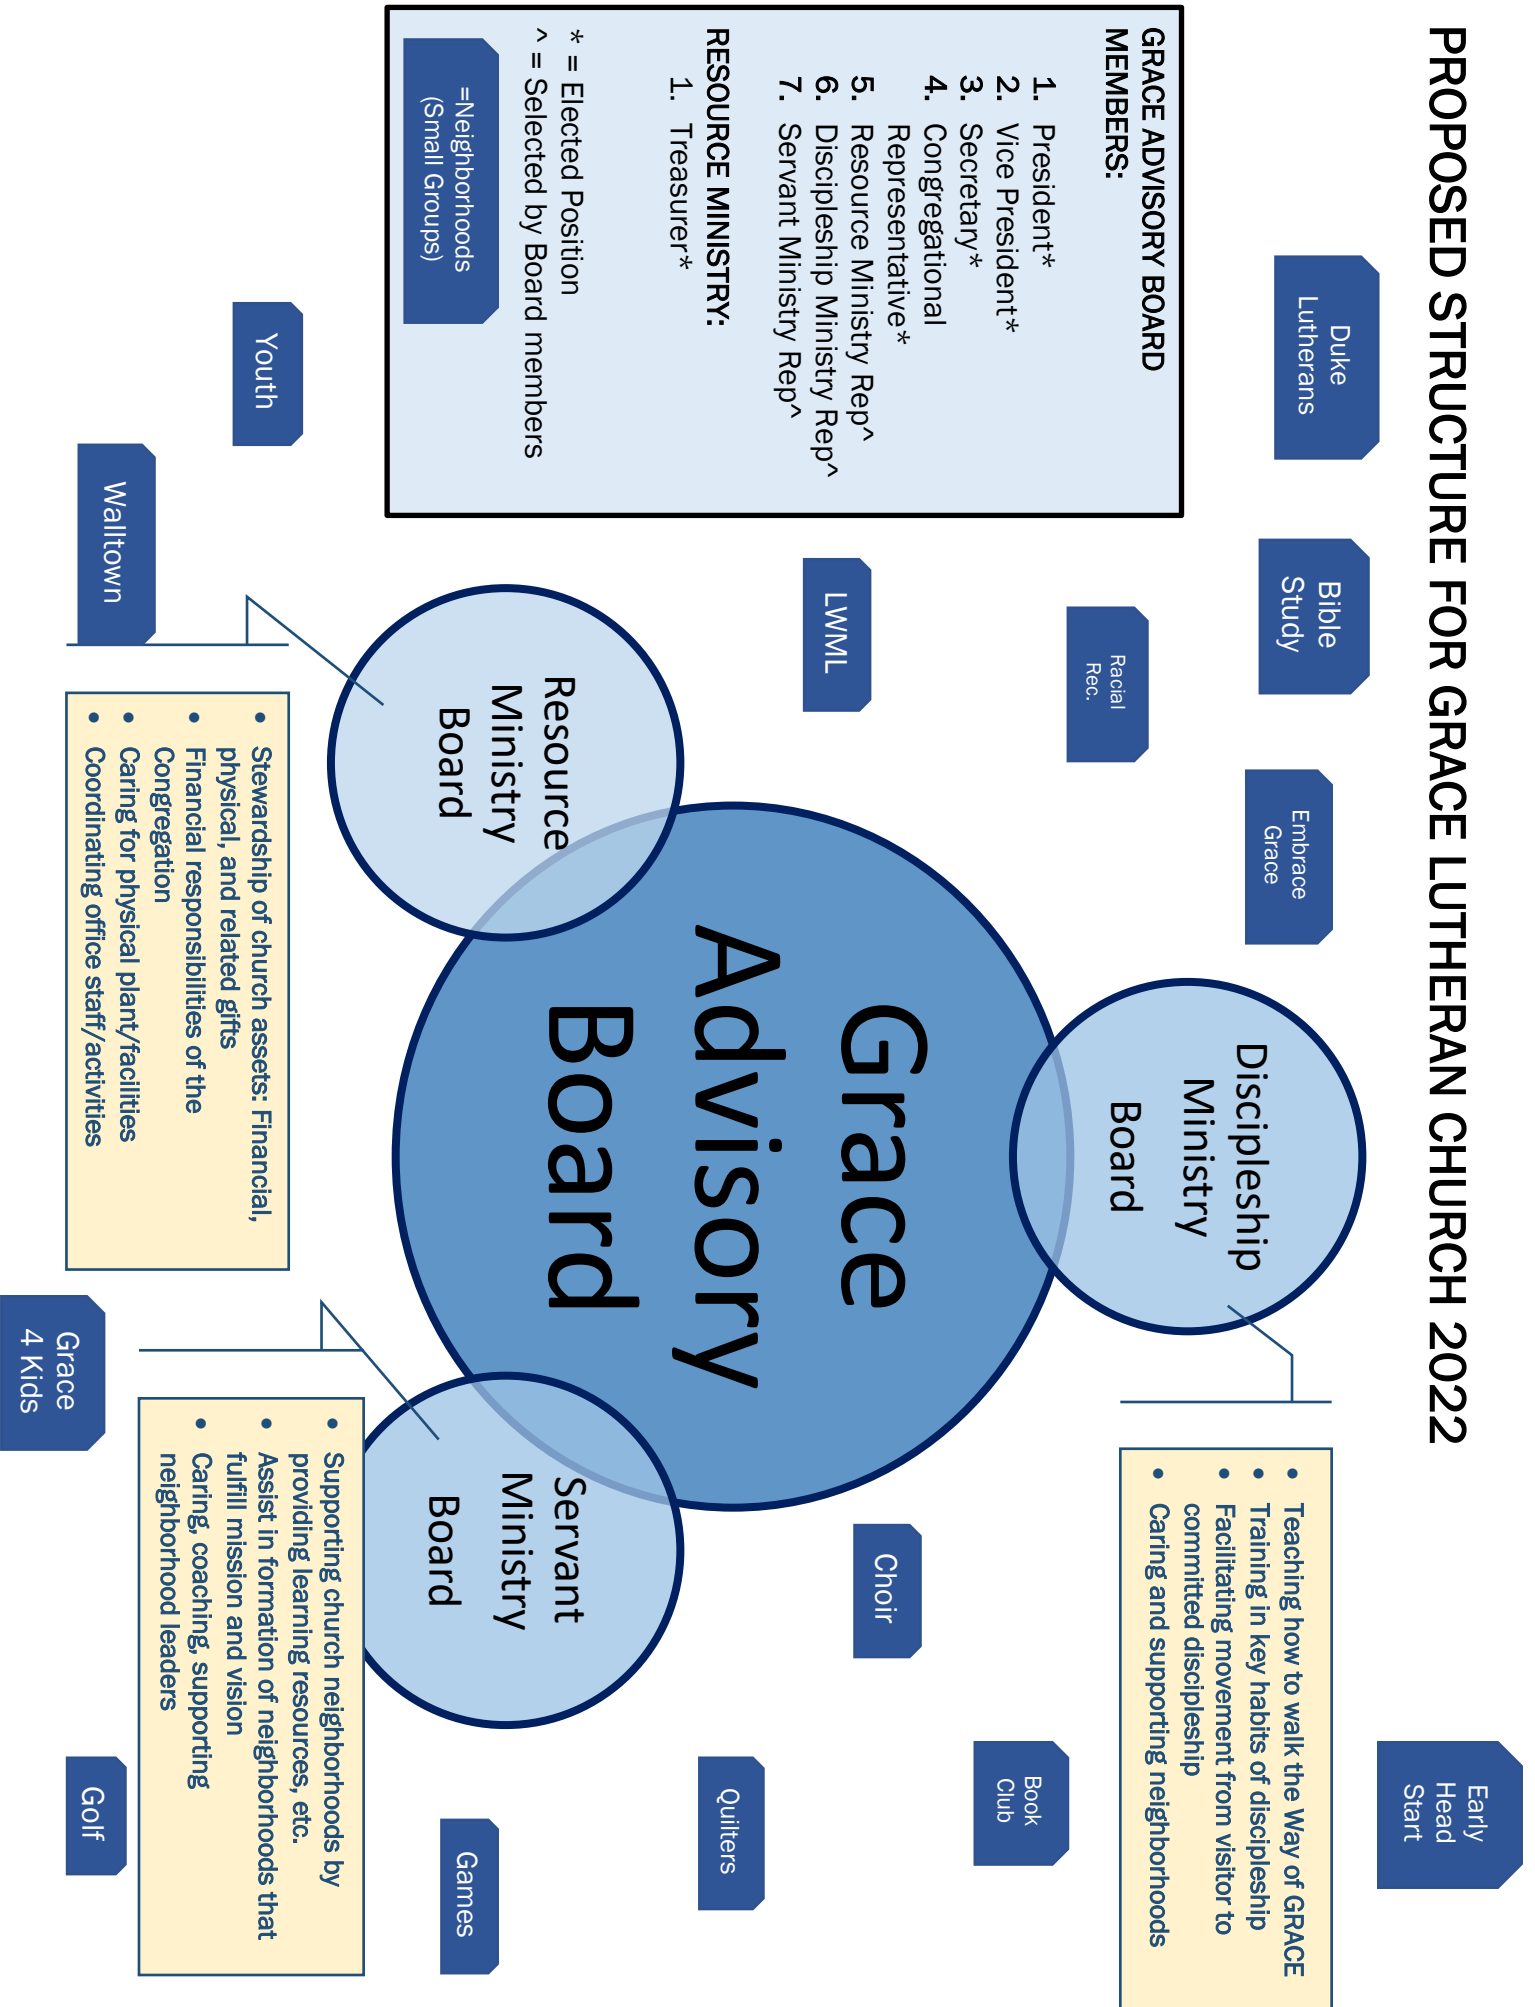 PROPOSED STRUCTURE FOR GRACE LUTHERAN CHURCH 2022
GRACE ADVISORY BOARD
MEMBERS:
1. President*
2. Vice President*
3. Secretary*
4. Congregational
Representative*
5. Resource Ministry Rep^
6. Discipleship Ministry Rep^
7. Servant Ministry Rep^
RESOURCE MINISTRY:
1. Treasurer*
* = Elected Position
^ = Selected by Board members
=Neighborhoods
(Small Groups)
Duke
Lutherans
Bible
Study
Racial
Rec.
Embrace
Grace
LWML
Youth
Walltown
Discipleship
Ministry
Board
Grace
Advisory
Board
Resource
Ministry
Board
Servant
Ministry
Board
• Teaching how to walk the Way of GRACE
• Training in key habits of discipleship
• Facilitating movement from visitor to
committed discipleship
• Caring and supporting neighborhoods
• Stewardship of church assets: Financial,
physical, and related gifts
• Financial responsibilities of the
Congregation
• Caring for physical plant/facilities
• Coordinating office staff/activities
• Supporting church neighborhoods by
providing learning resources, etc.
• Assist in formation of neighborhoods that
fulfill mission and vision
• Caring, coaching, supporting
neighborhood leaders
Early
Head
Start
Book
Club
Choir
Quilters
Games
Golf
Grace
4 Kids